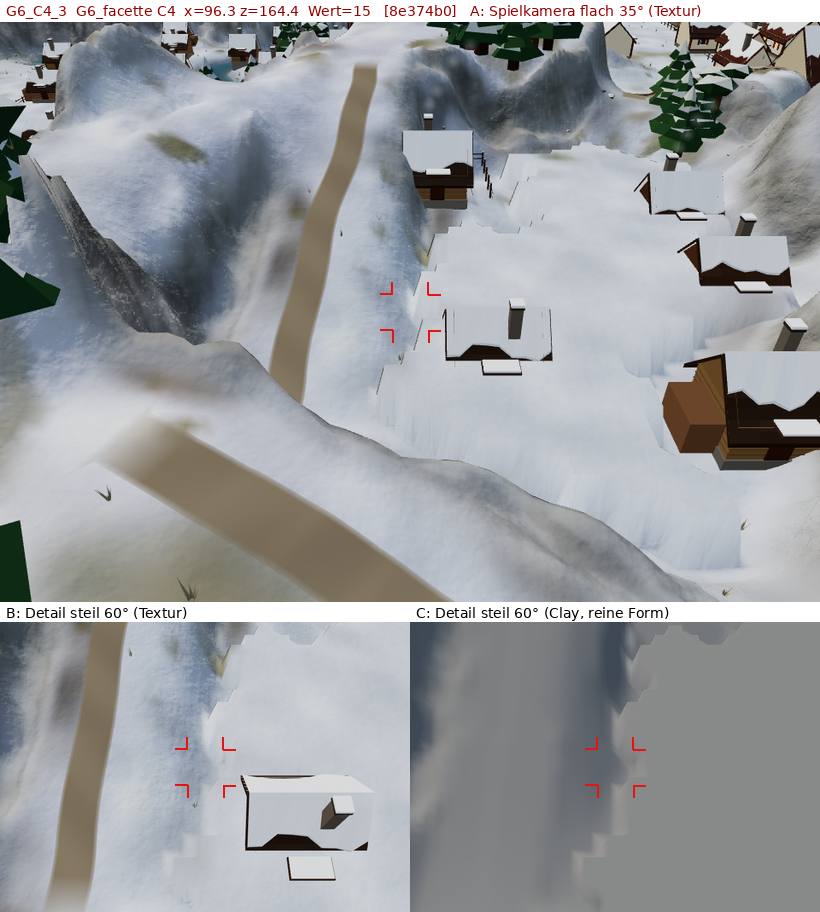 G6_C4_3  G6_facette C4  x=96.3 z=164.4  Wert=15   [8e374b0]   A: Spielkamera flach 35° (Textur)
B: Detail steil 60° (Textur)
C: Detail steil 60° (Clay, reine Form)